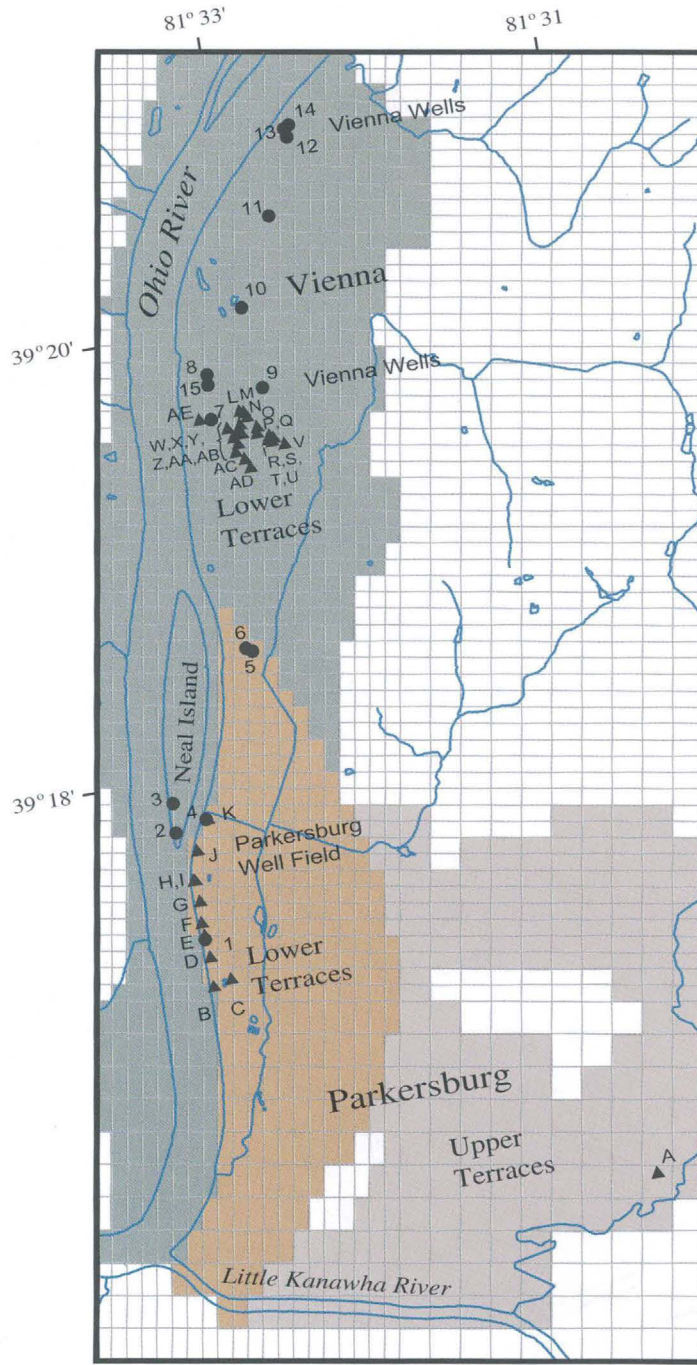 81° 33'
81° 31'
14
13
12
Vienna Wells
11
Ohio River
Vienna
10
39° 20'
8
15
9
Vienna Wells
L M
N
O
P,Q
AE
7
W,X,Y,
Z,AA,AB
V
R,S,
T,U
AC
AD
Lower
Terraces
6
5
Neal Island
39° 18'
3
4
K
2
Parkersburg
Well Field
J
H,I
G
F
E
1
D
Lower
Terraces
B
C
Parkersburg
Upper
Terraces
A
Little Kanawha River